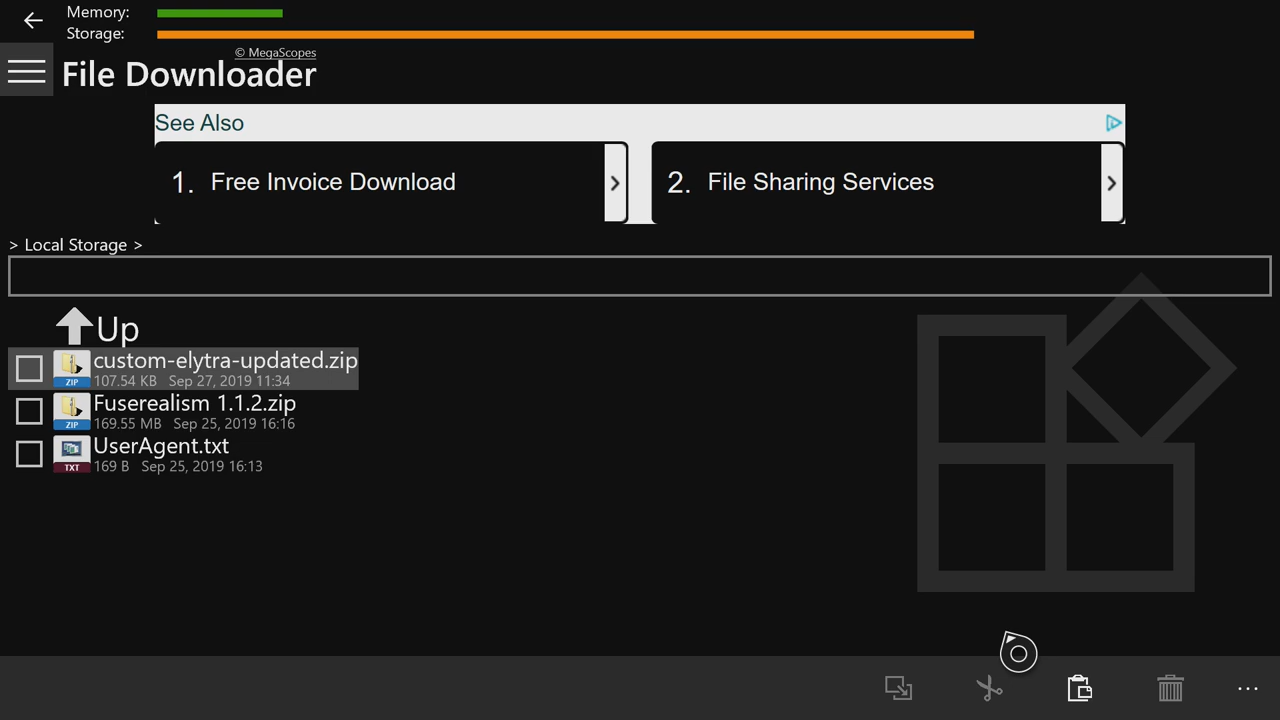 Memory:
Storage:
© MegaScopes
File Downloader
See Also
1. Free Invoice Download
2. File Sharing Services
> Local Storage >
Up
custom-elytra-updated.zip
ZIP 107.54 KB Sep 27, 2019 11:34
Fuserealism 1.1.2.zip
ZIP 169.55 MB Sep 25, 2019 16:16
UserAgent.txt
TXT 169 B Sep 25, 2019 16:13